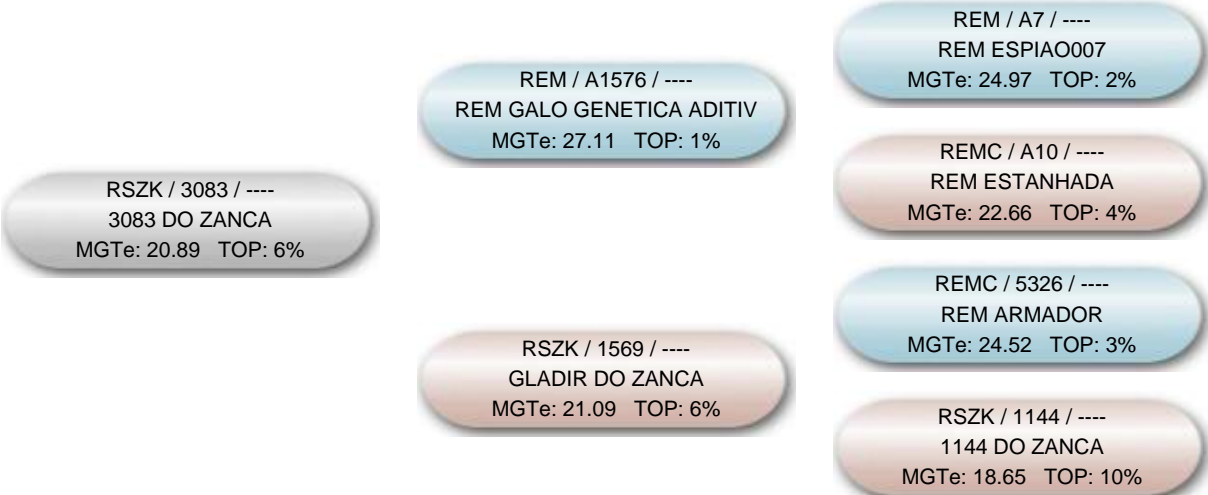 RSZK / 3083 / ----
3083 DO ZANCA
MGTe: 20.89 TOP: 6%
REM / A1576 / ----
REM GALO GENETICA ADITIV
MGTe: 27.11 TOP: 1%
RSZK / 1569 / ----
GLADIR DO ZANCA
MGTe: 21.09 TOP: 6%
REM / A7 / ----
REM ESPIAO007
MGTe: 24.97 TOP: 2%
REMC / A10 / ----
REM ESTANHADA
MGTe: 22.66 TOP: 4%
REMC / 5326 / ----
REM ARMADOR
MGTe: 24.52 TOP: 3%
RSZK / 1144 / ----
1144 DO ZANCA
MGTe: 18.65 TOP: 10%